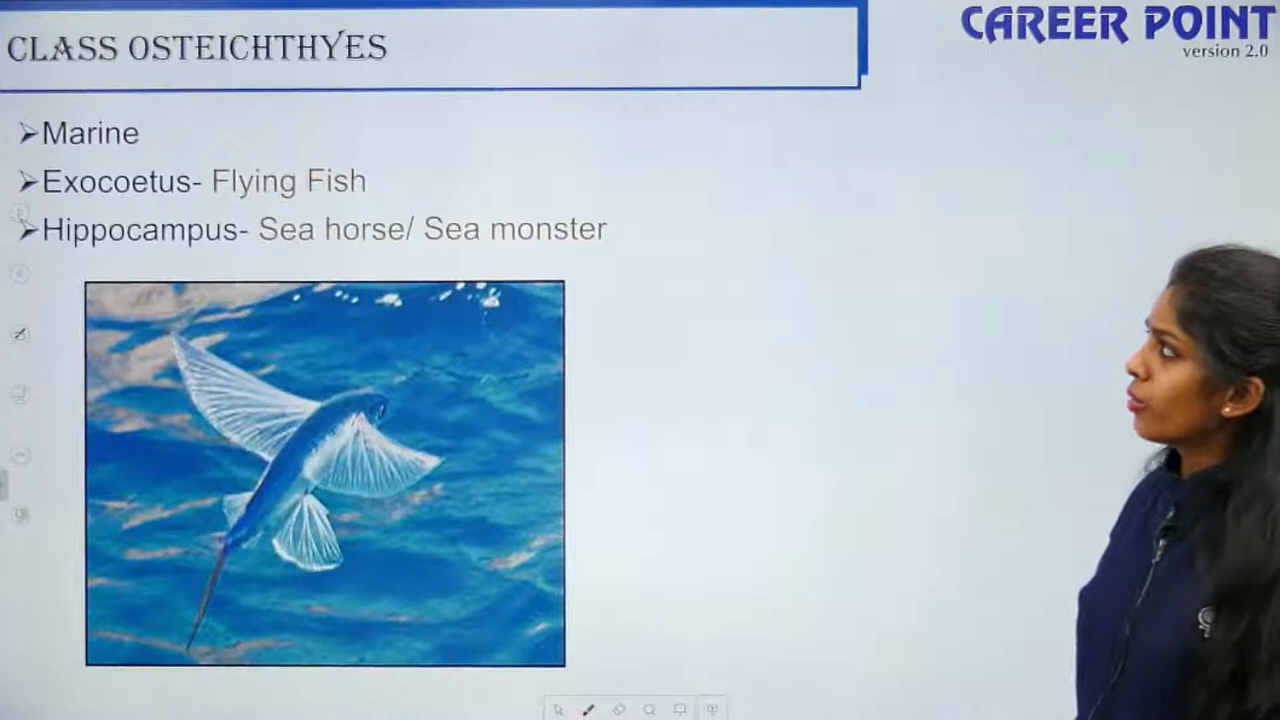 CLASS OSTEICHTHYES
CAREER POINT
version 2.0
➢Marine
➢Exocoetus- Flying Fish
➢Hippocampus- Sea horse/ Sea monster